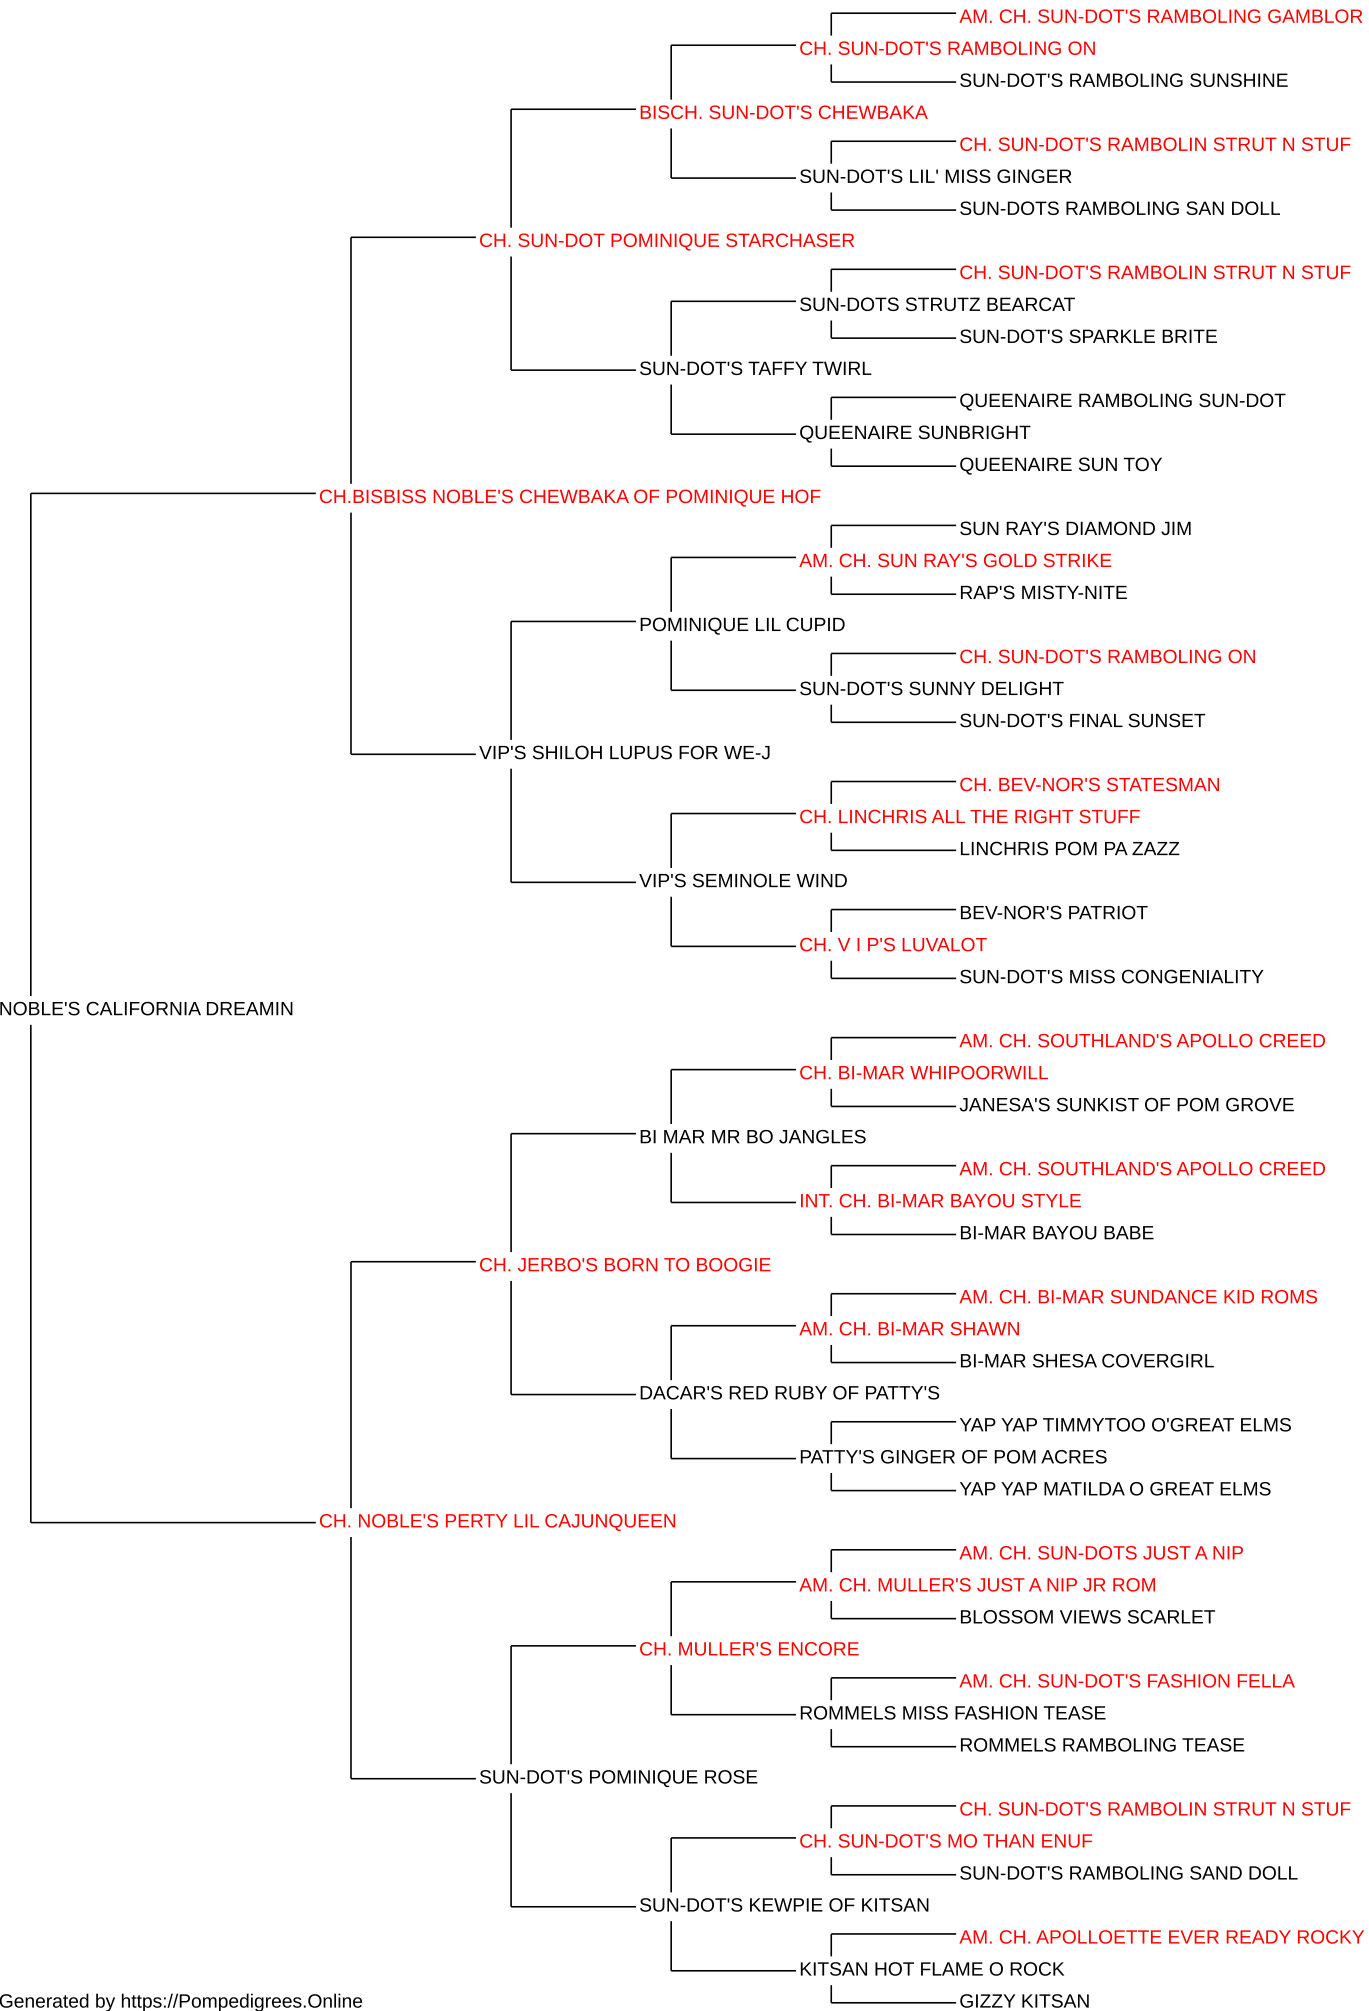 AM. CH. SUN-DOT'S RAMBOLING GAMBLOR
CH. SUN-DOT'S RAMBOLING ON
SUN-DOT'S RAMBOLING SUNSHINE
BISCH. SUN-DOT'S CHEWBAKA
CH. SUN-DOT'S RAMBOLIN STRUT N STUF
SUN-DOT'S LIL' MISS GINGER
SUN-DOTS RAMBOLING SAN DOLL
CH. SUN-DOT POMINIQUE STARCHASER
CH. SUN-DOT'S RAMBOLIN STRUT N STUF
SUN-DOTS STRUTZ BEARCAT
SUN-DOT'S SPARKLE BRITE
SUN-DOT'S TAFFY TWIRL
QUEENAIRE RAMBOLING SUN-DOT
QUEENAIRE SUNBRIGHT
QUEENAIRE SUN TOY
CH.BISBISS NOBLE'S CHEWBAKA OF POMINIQUE HOF
SUN RAY'S DIAMOND JIM
AM. CH. SUN RAY'S GOLD STRIKE
RAP'S MISTY-NITE
POMINIQUE LIL CUPID
CH. SUN-DOT'S RAMBOLING ON
SUN-DOT'S SUNNY DELIGHT
SUN-DOT'S FINAL SUNSET
VIP'S SHILOH LUPUS FOR WE-J
CH. BEV-NOR'S STATESMAN
CH. LINCHRIS ALL THE RIGHT STUFF
LINCHRIS POM PA ZAZZ
VIP'S SEMINOLE WIND
BEV-NOR'S PATRIOT
CH. V I P'S LUVALOT
SUN-DOT'S MISS CONGENIALITY
NOBLE'S CALIFORNIA DREAMIN
AM. CH. SOUTHLAND'S APOLLO CREED
CH. BI-MAR WHIPOORWILL
JANESA'S SUNKIST OF POM GROVE
BI MAR MR BO JANGLES
AM. CH. SOUTHLAND'S APOLLO CREED
INT. CH. BI-MAR BAYOU STYLE
BI-MAR BAYOU BABE
CH. JERBO'S BORN TO BOOGIE
AM. CH. BI-MAR SUNDANCE KID ROMS
AM. CH. BI-MAR SHAWN
BI-MAR SHESA COVERGIRL
DACAR'S RED RUBY OF PATTY'S
YAP YAP TIMMYTOO O'GREAT ELMS
PATTY'S GINGER OF POM ACRES
YAP YAP MATILDA O GREAT ELMS
CH. NOBLE'S PERTY LIL CAJUNQUEEN
AM. CH. SUN-DOTS JUST A NIP
AM. CH. MULLER'S JUST A NIP JR ROM
BLOSSOM VIEWS SCARLET
CH. MULLER'S ENCORE
AM. CH. SUN-DOT'S FASHION FELLA
ROMMELS MISS FASHION TEASE
ROMMELS RAMBOLING TEASE
SUN-DOT'S POMINIQUE ROSE
CH. SUN-DOT'S RAMBOLIN STRUT N STUF
CH. SUN-DOT'S MO THAN ENUF
SUN-DOT'S RAMBOLING SAND DOLL
SUN-DOT'S KEWPIE OF KITSAN
AM. CH. APOLLOETTE EVER READY ROCKY
KITSAN HOT FLAME O ROCK
GIZZY KITSAN
Generated by https://Pompedigrees.Online